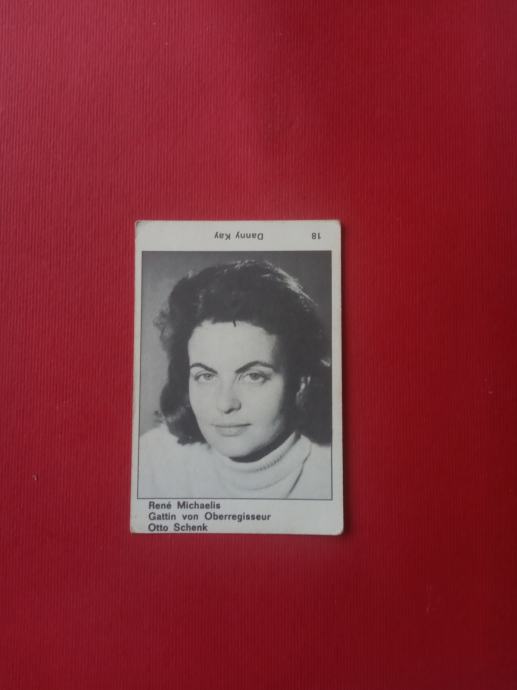 18 Danny Kay
René Michaelis
Gattin von Oberregisseur
Otto Schenk